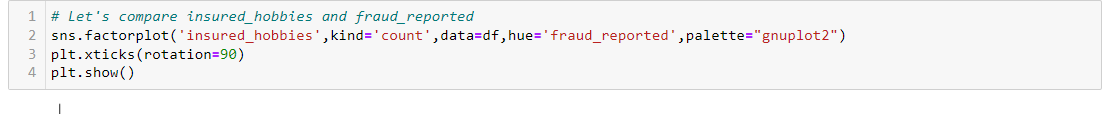 1 # Let's compare insured_hobbies and fraud_reported
2 sns.factorplot('insured_hobbies',kind='count',data=df,hue='fraud_reported',palette="gnuplot2")
3 plt.xticks(rotation=90)
4 plt.show()